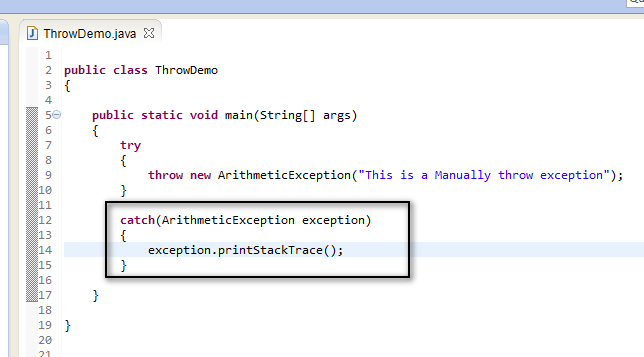 Qu
ThrowDemo.java
1
2 public class ThrowDemo
3 {
4
5 public static void main(String[] args)
6 {
7 try
8 {
9 throw new ArithmeticException("This is a Manually throw exception");
10 }
11
12 catch(ArithmeticException exception)
13 {
14 exception.printStackTrace();
15 }
16
17 }
18
19 }
20
21